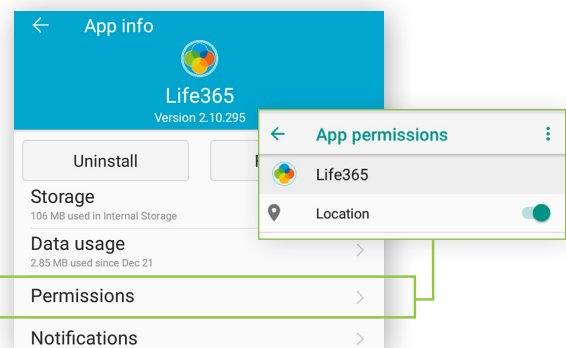 App info
Life365
Version 2.10.295
Uninstall
Storage
106 MB used in Internal Storage
Data usage
2.85 MB used since Dec 21
Permissions
Notifications
App permissions
Life365
Location